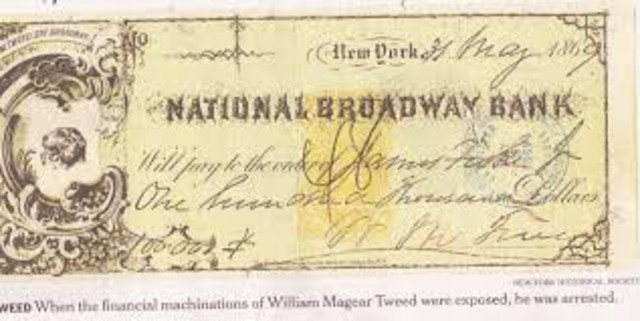 No
New York 31 May 1869
NATIONAL BROADWAY BANK
Will pay to the order of James Fisk Jr
One hundred thousand Dollars
100.000 $
W M Tweed
NEW-YORK HISTORICAL SOCIETY
WEED When the financial machinations of William Magear Tweed were exposed, he was arrested.